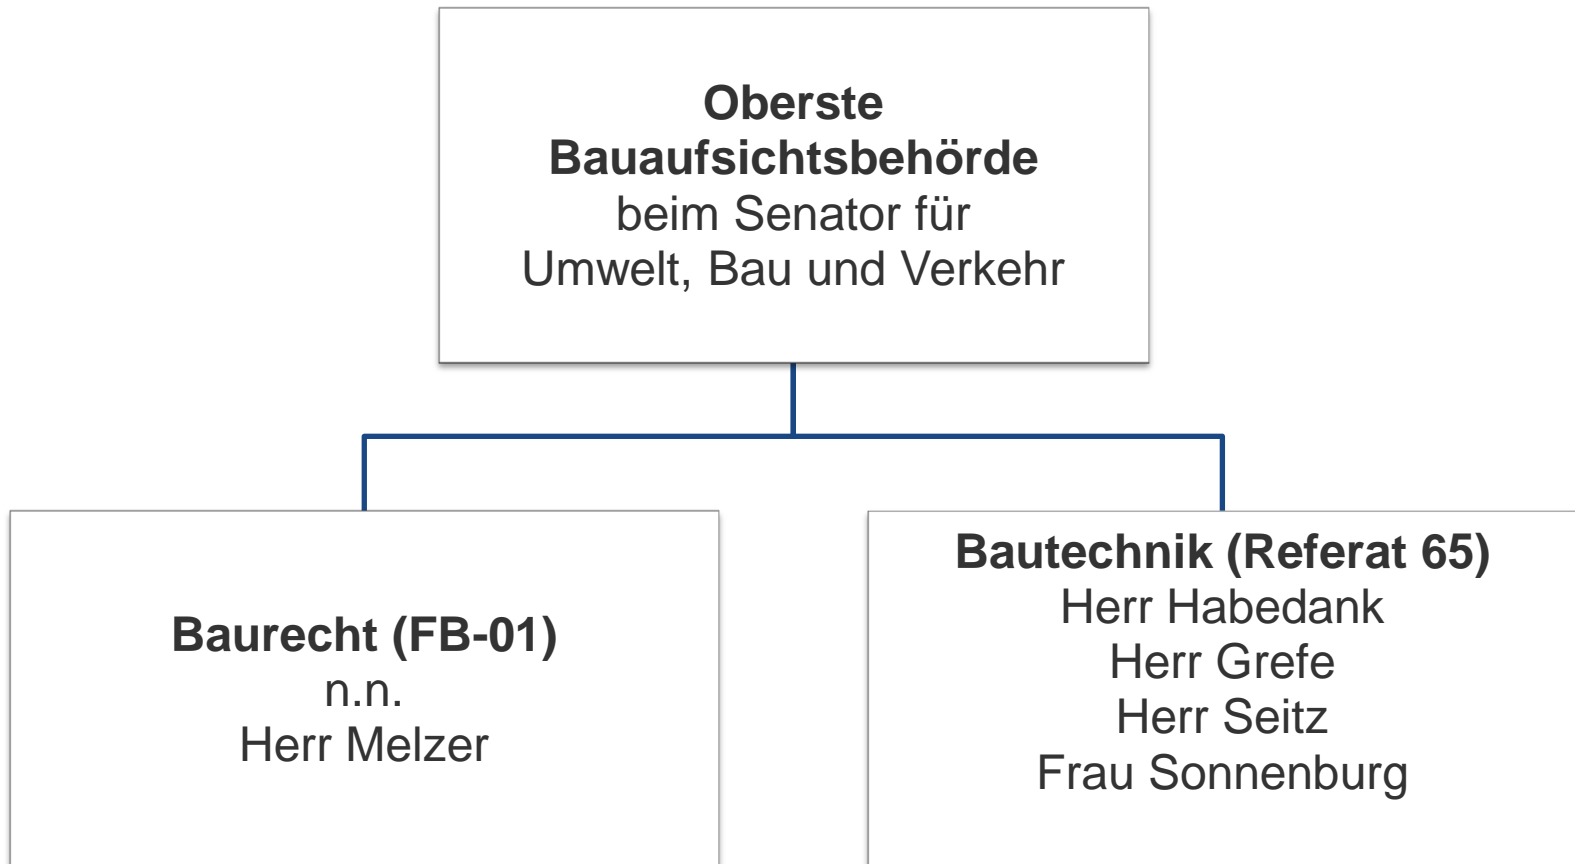 Oberste
Bauaufsichtsbehörde
beim Senator für
Umwelt, Bau und Verkehr
Baurecht (FB-01)
n.n.
Herr Melzer
Bautechnik (Referat 65)
Herr Habedank
Herr Grefe
Herr Seitz
Frau Sonnenburg